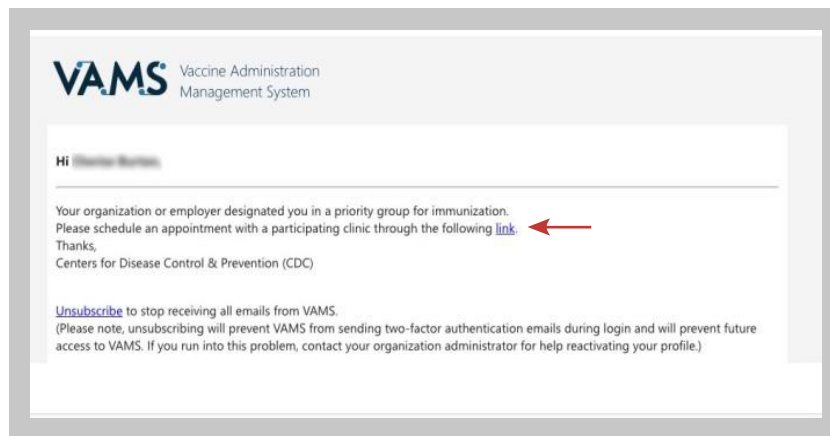 VAMS Vaccine Administration
Management System
Hi
Your organization or employer designated you in a priority group for immunization.
Please schedule an appointment with a participating clinic through the following link.
Thanks,
Centers for Disease Control & Prevention (CDC)
Unsubscribe to stop receiving all emails from VAMS.
(Please note, unsubscribing will prevent VAMS from sending two-factor authentication emails during login and will prevent future
access to VAMS. If you run into this problem, contact your organization administrator for help reactivating your profile.)